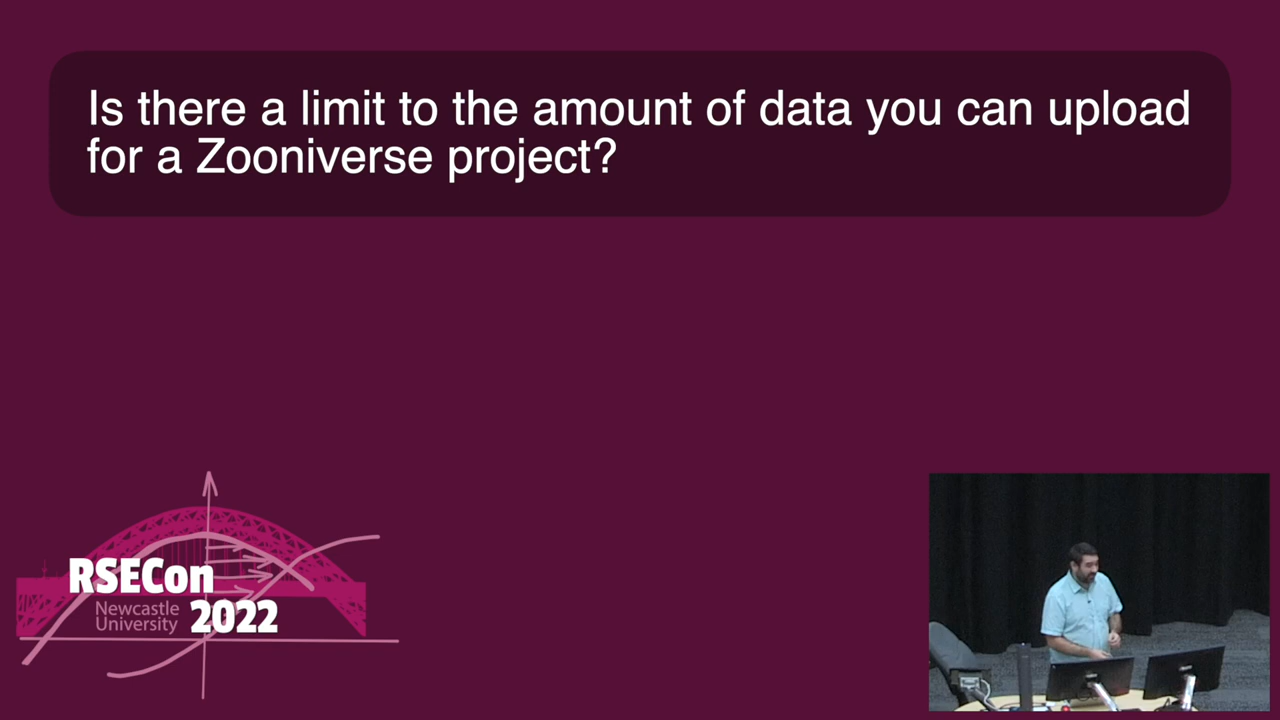 Is there a limit to the amount of data you can upload
for a Zooniverse project?
RSECon
Newcastle
University
2022